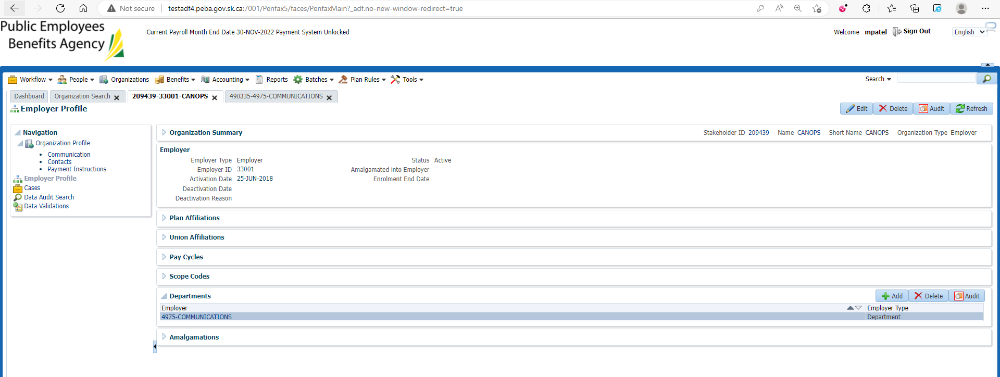 Not secure testadf4.peba.gov.sk.ca:7001/Penfax5/faces/PenfaxMain?_adf.no-new-window-redirect=true
Public Employees
Benefits Agency
Current Payroll Month End Date 30-NOV-2022 Payment System Unlocked
Welcome mpatel Sign Out English
Workflow People Organizations Benefits Accounting Reports Batches Plan Rules Tools Search
Dashboard Organization Search 209439-33001-CANOPS 490335-4975-COMMUNICATIONS
Employer Profile Edit Delete Audit Refresh
Navigation
Organization Profile
Communication
Contacts
Payment Instructions
Employer Profile
Cases
Data Audit Search
Data Validations
Organization Summary Stakeholder ID 209439 Name CANOPS Short Name CANOPS Organization Type Employer
Employer
Employer Type Employer Status Active
Employer ID 33001 Amalgamated into Employer
Activation Date 25-JUN-2018 Enrolment End Date
Deactivation Date
Deactivation Reason
Plan Affiliations
Union Affiliations
Pay Cycles
Scope Codes
Departments Add Delete Audit
Employer Employer Type
4975-COMMUNICATIONS Department
Amalgamations